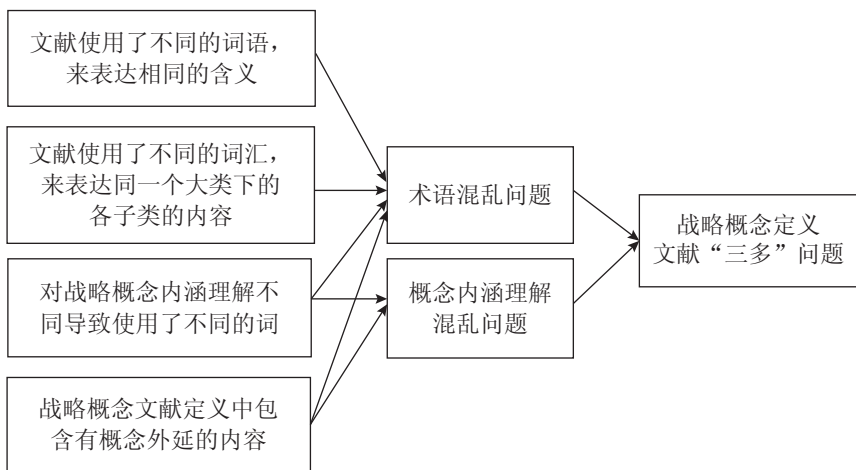 文献使用了不同的词语，
来表达相同的含义
文献使用了不同的词汇，
来表达同一个大类下的
各子类的内容
对战略概念内涵理解不
同导致使用了不同的词
战略概念文献定义中包
含有概念外延的内容
术语混乱问题
概念内涵理解
混乱问题
战略概念定义
文献“三多”问题